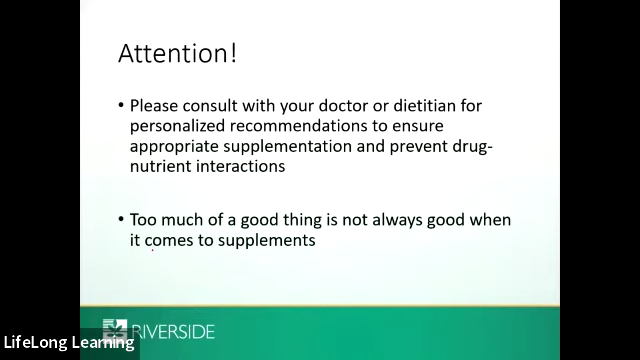 Attention!
• Please consult with your doctor or dietitian for
personalized recommendations to ensure
appropriate supplementation and prevent drug-
nutrient interactions
• Too much of a good thing is not always good when
it comes to supplements
RIVERSIDE
LifeLong Learning